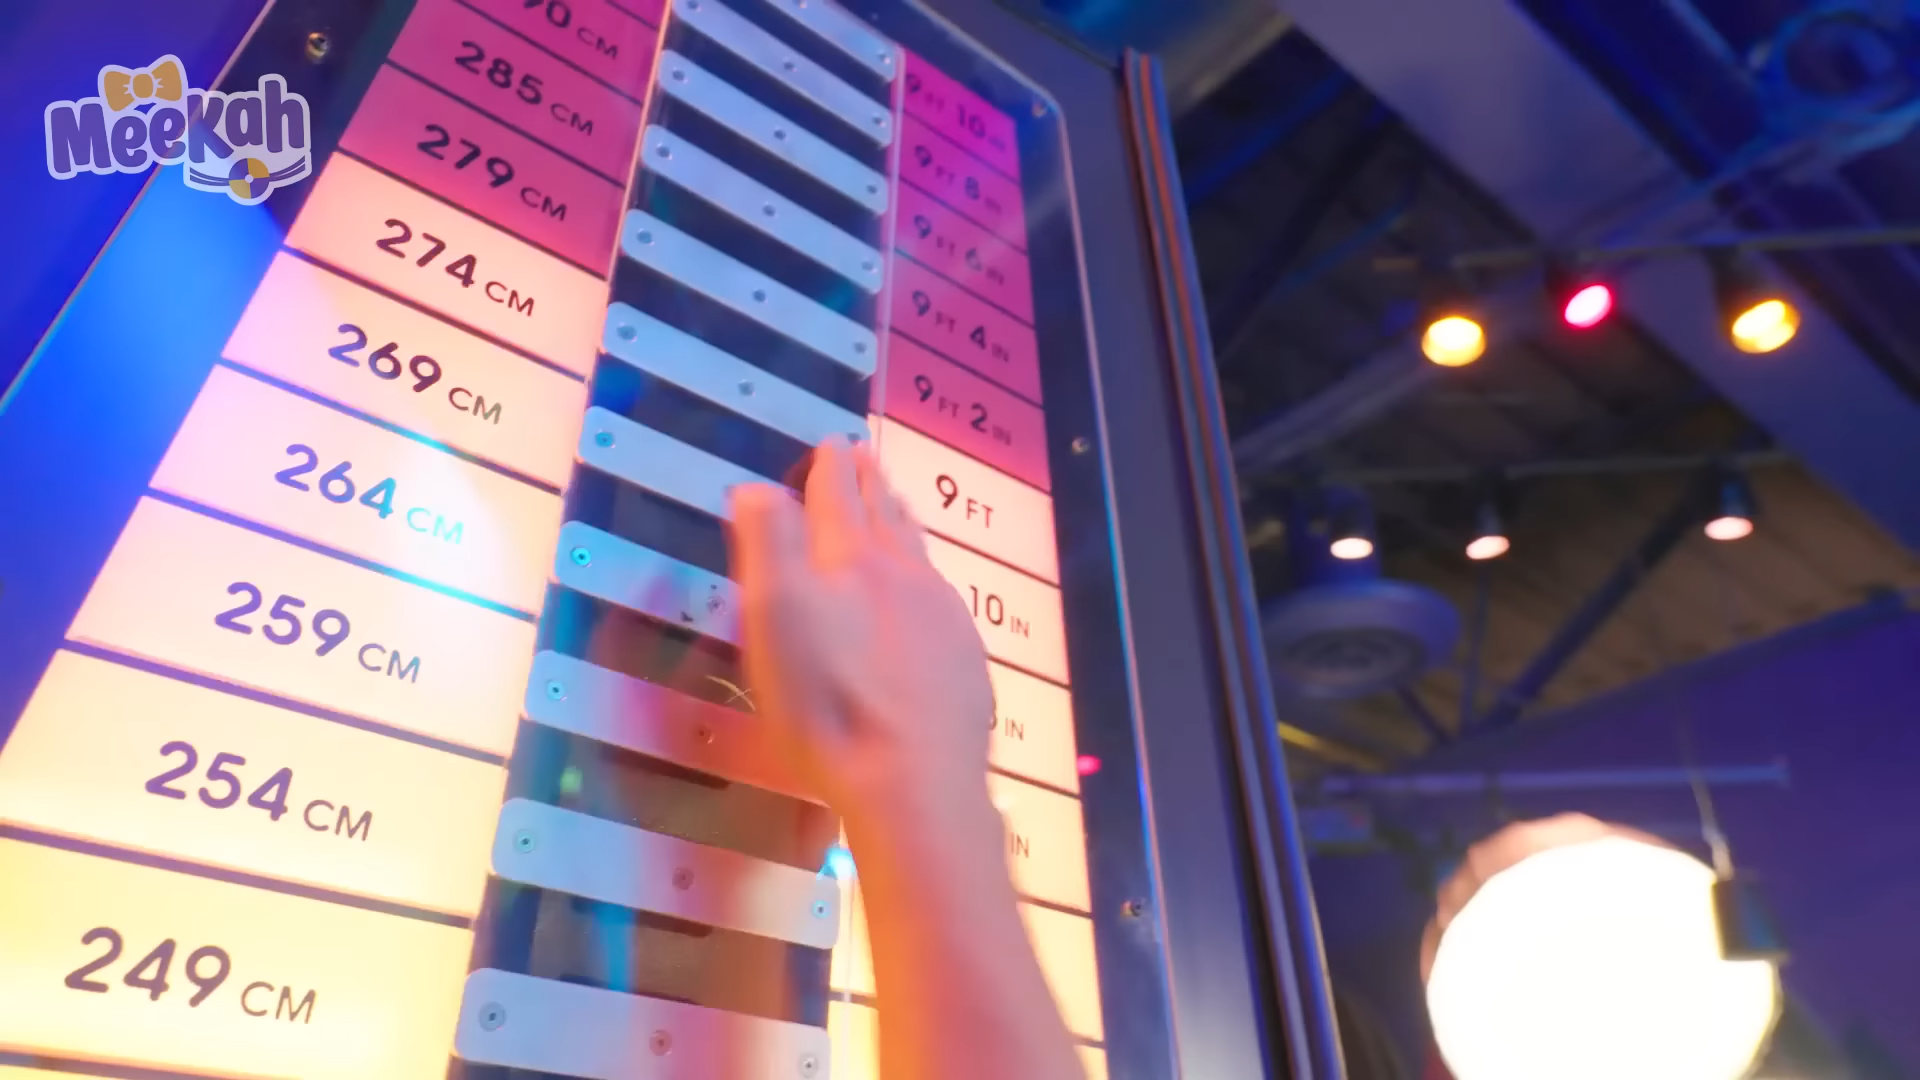 Meekah
90 CM
285 CM
279 CM
274 CM
269 CM
264 CM
259 CM
254 CM
249 CM
9 FT 10 IN
9 FT 8 IN
9 FT 6 IN
9 FT 4 IN
9 FT 2 IN
9 FT
10 IN
IN
IN